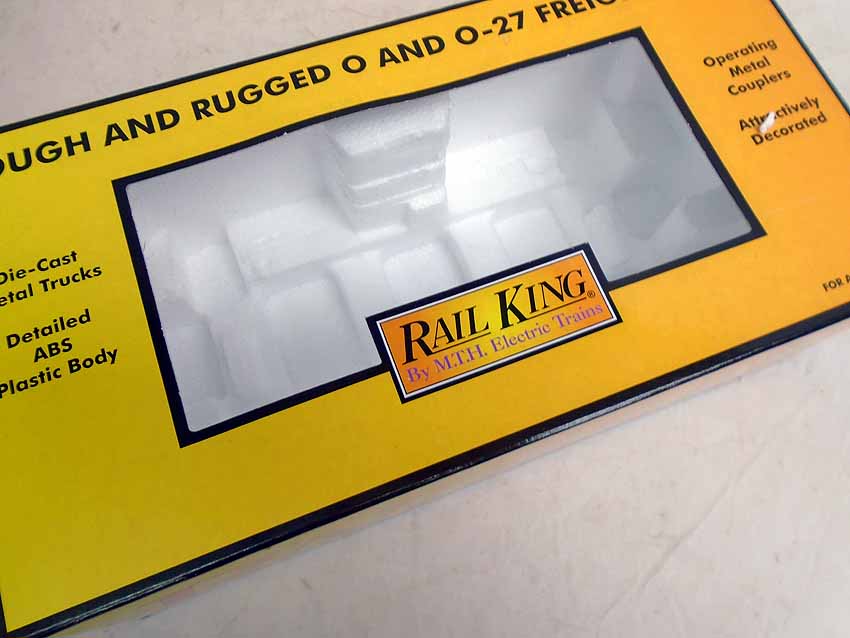 OUGH AND RUGGED O AND O-27 FREIG
Operating
Metal
Couplers
Attractively
Decorated
Die-Cast
etal Trucks
Detailed
ABS
Plastic Body
RAIL KING®
By M.T.H. Electric Trains
FOR A